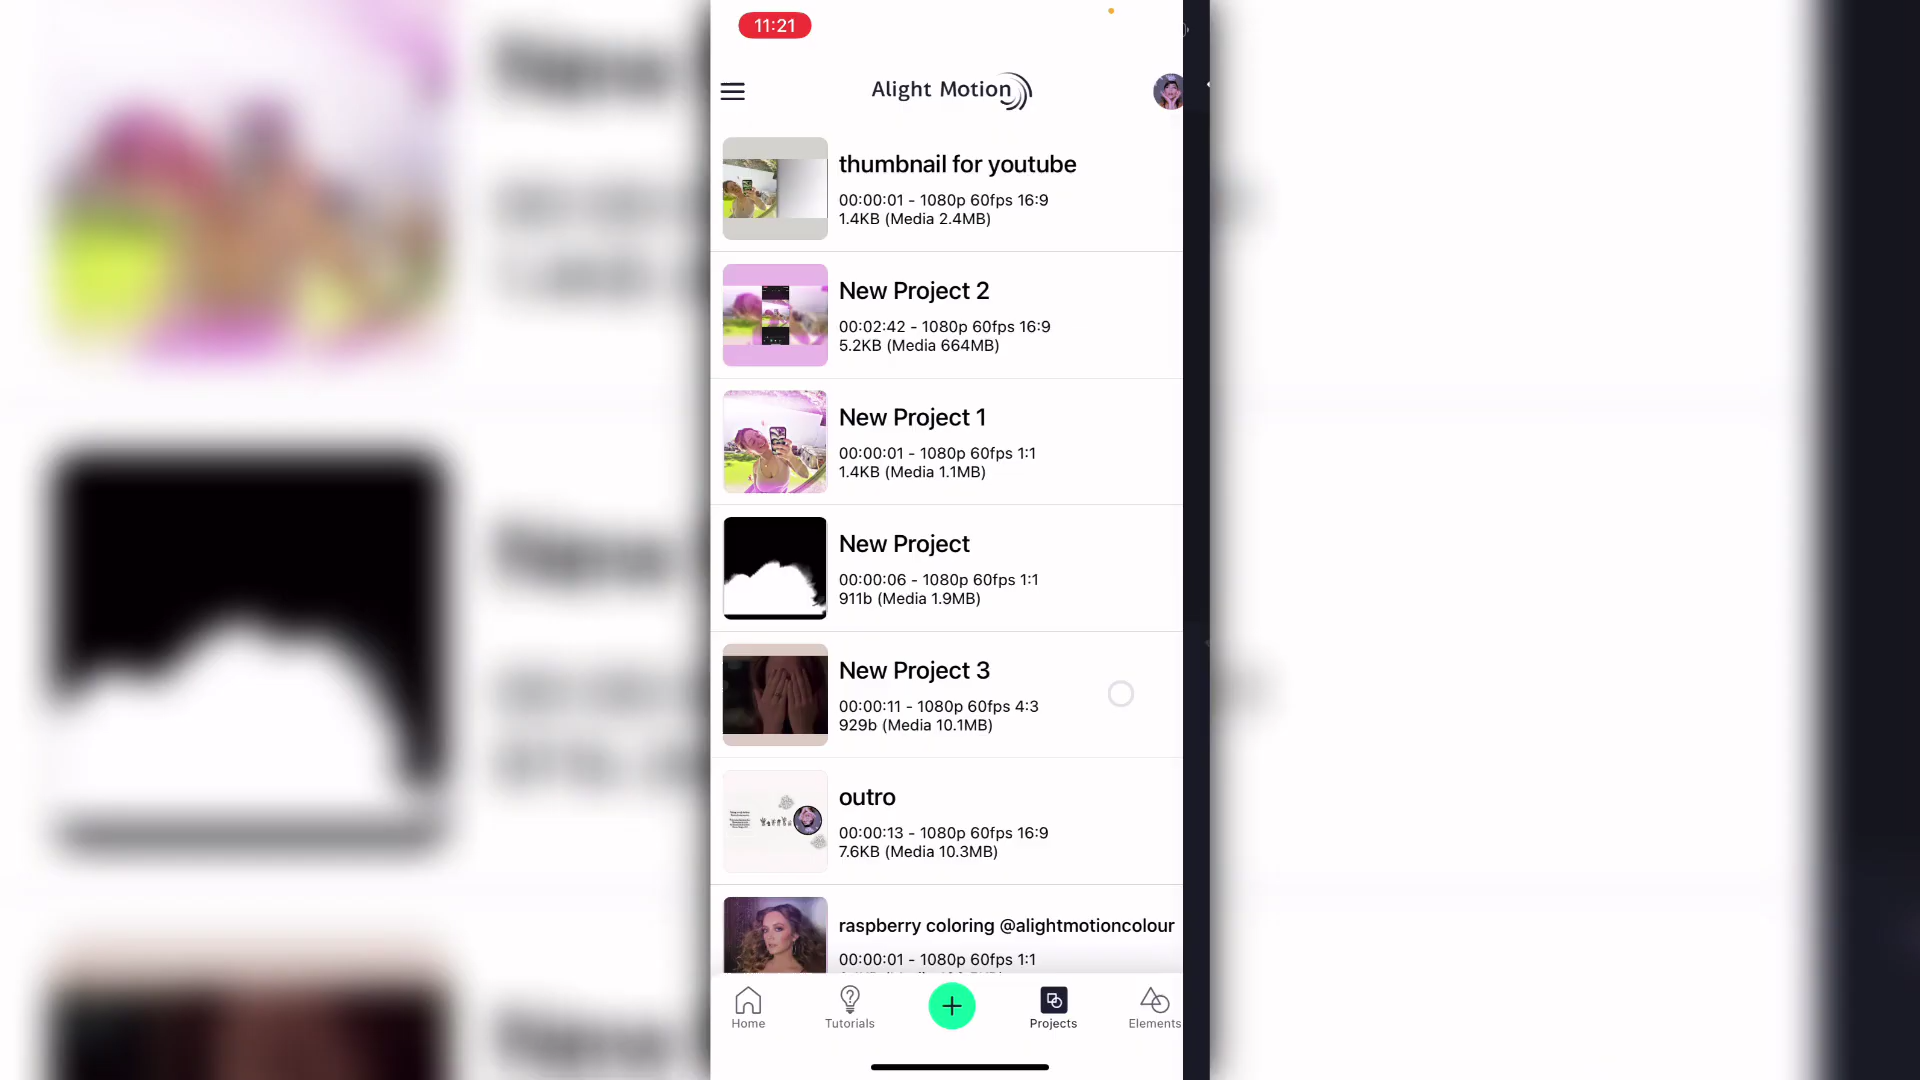 11:21
Alight Motion
thumbnail for youtube
00:00:01 - 1080p 60fps 16:9
1.4KB (Media 2.4MB)
New Project 2
00:02:42 - 1080p 60fps 16:9
5.2KB (Media 664MB)
New Project 1
00:00:01 - 1080p 60fps 1:1
1.4KB (Media 1.1MB)
New Project
00:00:06 - 1080p 60fps 1:1
911b (Media 1.9MB)
New Project 3
00:00:11 - 1080p 60fps 4:3
929b (Media 10.1MB)
outro
00:00:13 - 1080p 60fps 16:9
7.6KB (Media 10.3MB)
raspberry coloring @alightmotioncolour
00:00:01 - 1080p 60fps 1:1
Home
Tutorials
Projects
Elements